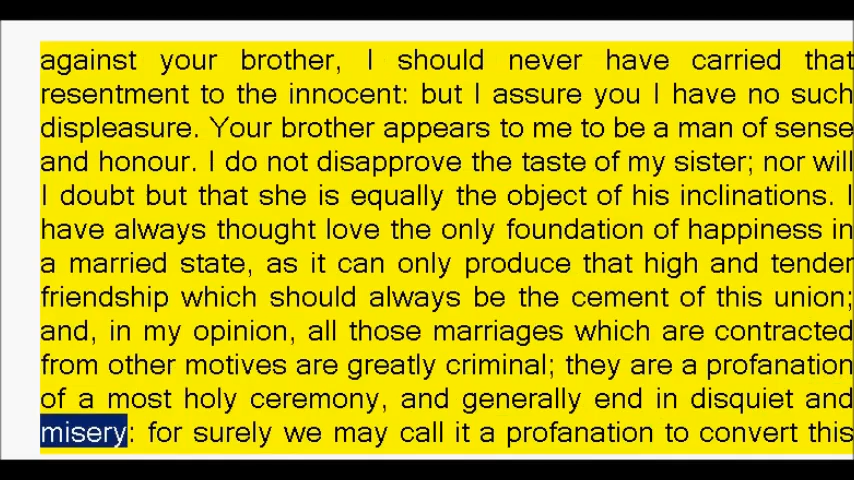 against your brother, I should never have carried that
resentment to the innocent: but I assure you I have no such
displeasure. Your brother appears to me to be a man of sense
and honour. I do not disapprove the taste of my sister; nor will
I doubt but that she is equally the object of his inclinations. I
have always thought love the only foundation of happiness in
a married state, as it can only produce that high and tender
friendship which should always be the cement of this union;
and, in my opinion, all those marriages which are contracted
from other motives are greatly criminal; they are a profanation
of a most holy ceremony, and generally end in disquiet and
misery: for surely we may call it a profanation to convert this